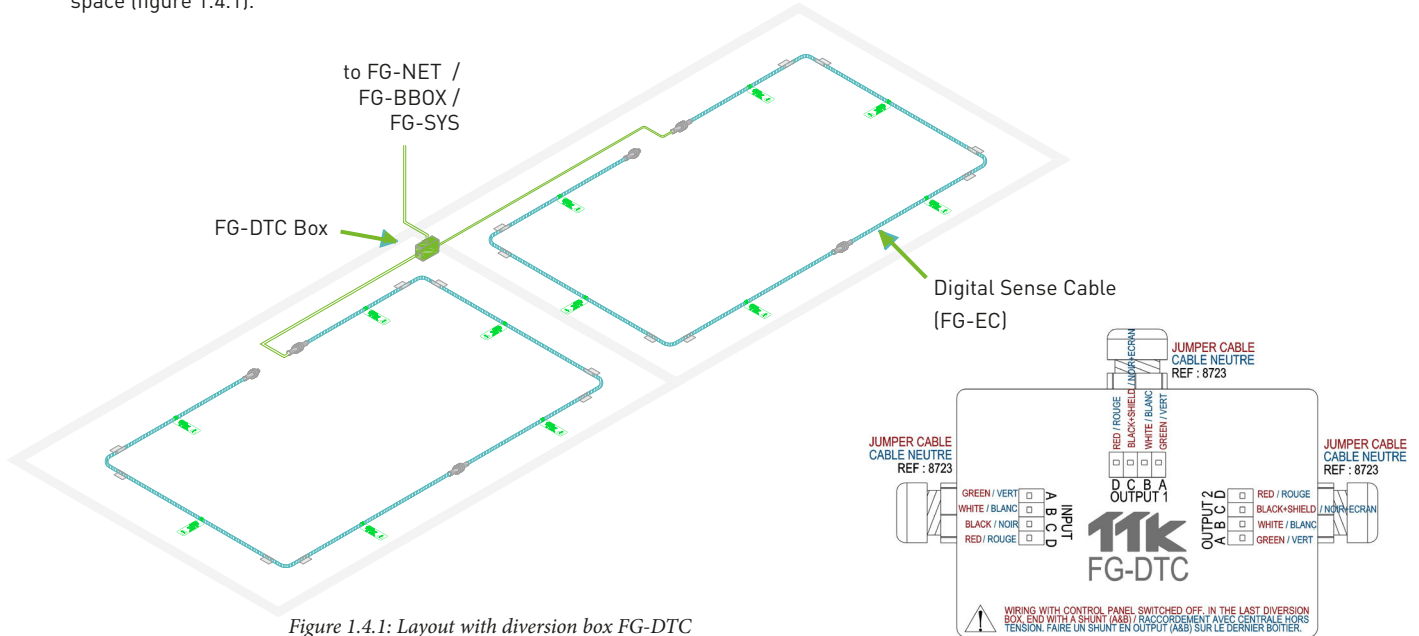 space (figure 1.4.1).
to FG-NET /
FG-BBOX /
FG-SYS
FG-DTC Box
Digital Sense Cable
(FG-EC)
JUMPER CABLE
CABLE NEUTRE
REF : 8723
RED / ROUGE
BLACK+SHIELD / NOIR+ECRAN
WHITE / BLANC
GREEN / VERT
D C B A
OUTPUT 1
JUMPER CABLE
CABLE NEUTRE
REF : 8723
GREEN / VERT
WHITE / BLANC
BLACK / NOIR
RED / ROUGE
A B C D
INPUT
JUMPER CABLE
CABLE NEUTRE
REF : 8723
OUTPUT 2
A B C D
RED / ROUGE
BLACK+SHIELD / NOIR+ECRAN
WHITE / BLANC
GREEN / VERT
TTK
FG-DTC
WIRING WITH CONTROL PANEL SWITCHED OFF. IN THE LAST DIVERSION
BOX, END WITH A SHUNT (A&B) / RACCORDEMENT AVEC CENTRALE HORS
TENSION. FAIRE UN SHUNT EN OUTPUT (A&B) SUR LE DERNIER BOITIER.
Figure 1.4.1: Layout with diversion box FG-DTC